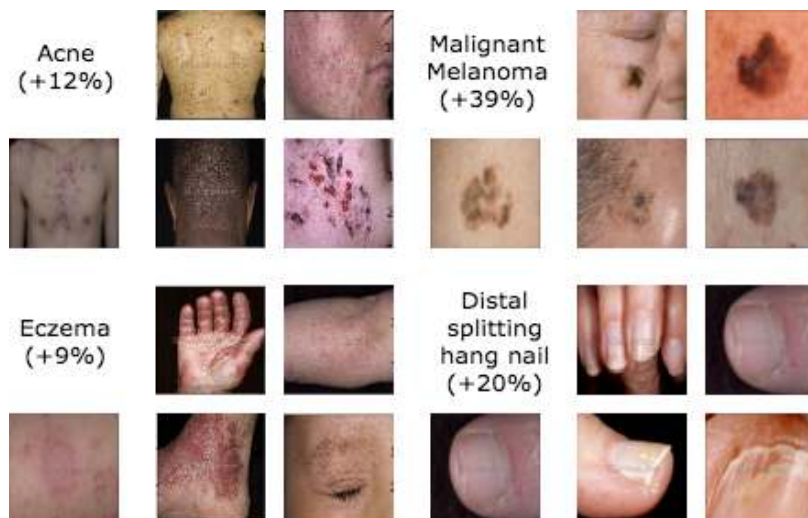 Acne
(+12%)
Malignant
Melanoma
(+39%)
Eczema
(+9%)
Distal
splitting
hang nail
(+20%)